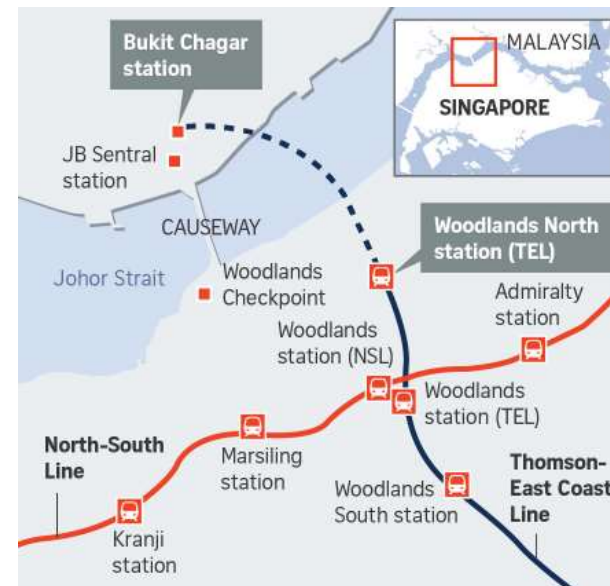 Bukit Chagar
station
MALAYSIA
SINGAPORE
JB Sentral
station
CAUSEWAY
Woodlands North
station (TEL)
Johor Strait
Woodlands
Checkpoint
Admiralty
station
Woodlands
station (NSL)
Woodlands
station (TEL)
North-South
Line
Marsiling
station
Woodlands
South station
Thomson-
East Coast
Line
Kranji
station